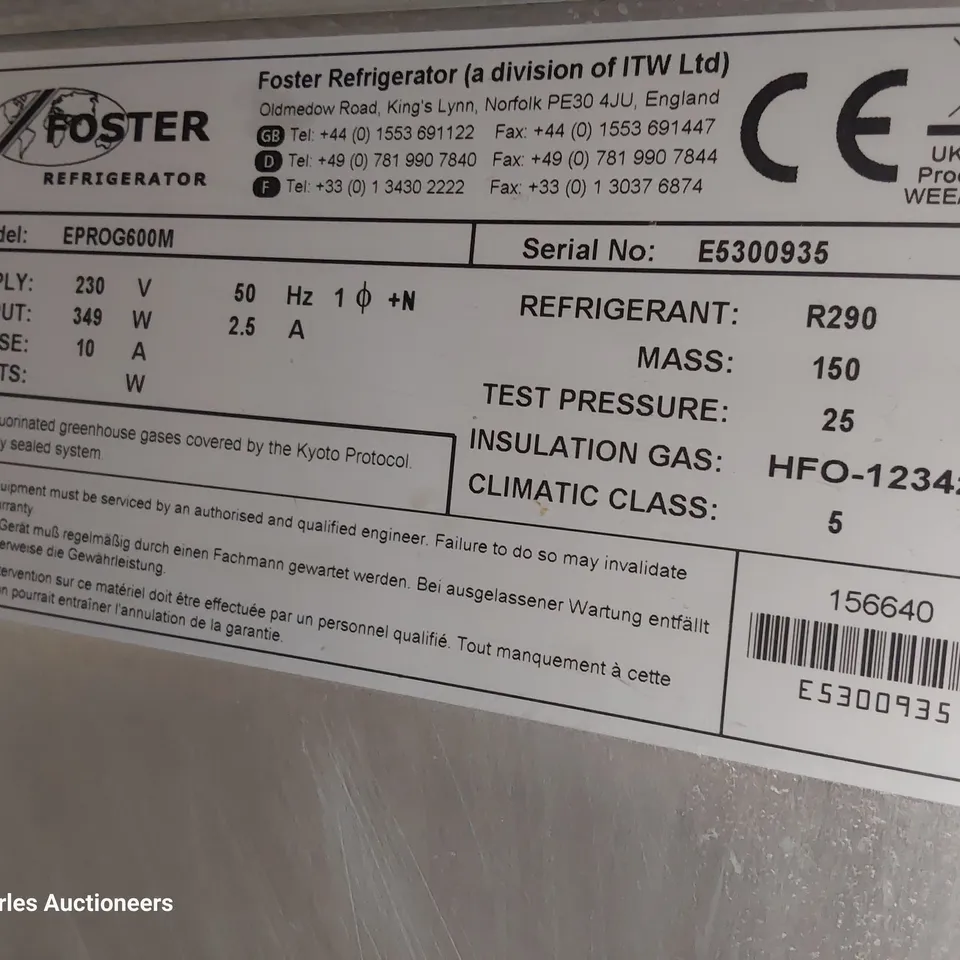 FOSTER
REFRIGERATOR
Foster Refrigerator (a division of ITW Ltd)
Oldmedow Road, King's Lynn, Norfolk PE30 4JU, England
GB Tel: +44 (0) 1553 691122 Fax: +44 (0) 1553 691447
D Tel: +49 (0) 781 990 7840 Fax: +49 (0) 781 990 7844
F Tel: +33 (0) 1 3430 2222 Fax: +33 (0) 1 3037 6874
CE
UK
WEEE
del: EPROG600M
Serial No: E5300935
PLY: 230 V 50 Hz 1 ϕ +N
UT: 349 W 2.5 A
SE: 10 A
TS: W
REFRIGERANT: R290
MASS: 150
TEST PRESSURE: 25
INSULATION GAS: HFO-1234
CLIMATIC CLASS: 5
uorinated greenhouse gases covered by the Kyoto Protocol.
y sealed system
uipment must be serviced by an authorised and qualified engineer. Failure to do so may invalidate
rranty
Gerät muß regelmäßig durch einen Fachmann gewartet werden. Bei ausgelassener Wartung entfällt
erweise die Gewährleistung.
ervention sur ce matériel doit être effectuée par un personnel qualifié. Tout manquement à cette
n pourrait entraîner l'annulation de la garantie.
156640
E5300935
rles Auctioneers